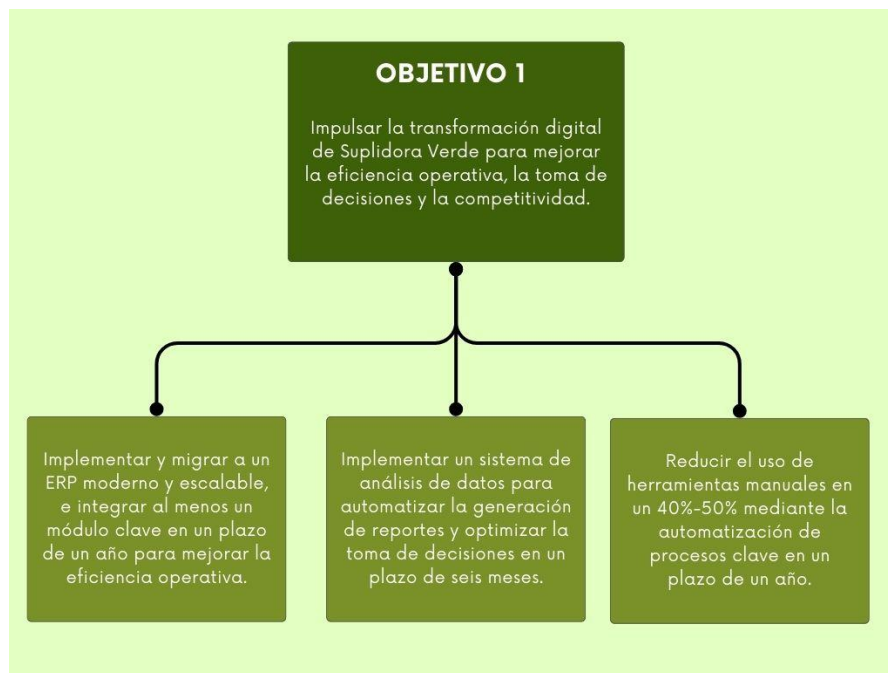 OBJETIVO 1
Impulsar la transformación digital
de Suplidora Verde para mejorar
la eficiencia operativa, la toma de
decisiones y la competitividad.
Implementar y migrar a un
ERP moderno y escalable,
e integrar al menos un
módulo clave en un plazo
de un año para mejorar la
eficiencia operativa.
Implementar un sistema de
análisis de datos para
automatizar la generación
de reportes y optimizar la
toma de decisiones en un
plazo de seis meses.
Reducir el uso de
herramientas manuales en
un 40%-50% mediante la
automatización de
procesos clave en un
plazo de un año.